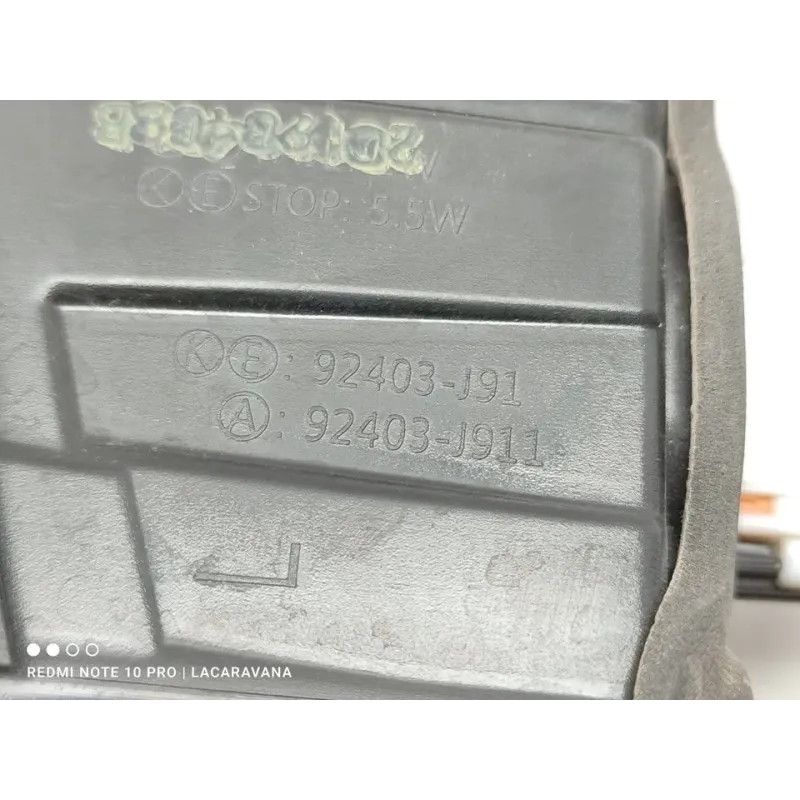 K E STOP: 5.5W
K E : 92403-J91
A : 92403-J911
L
REDMI NOTE 10 PRO | LACARAVANA